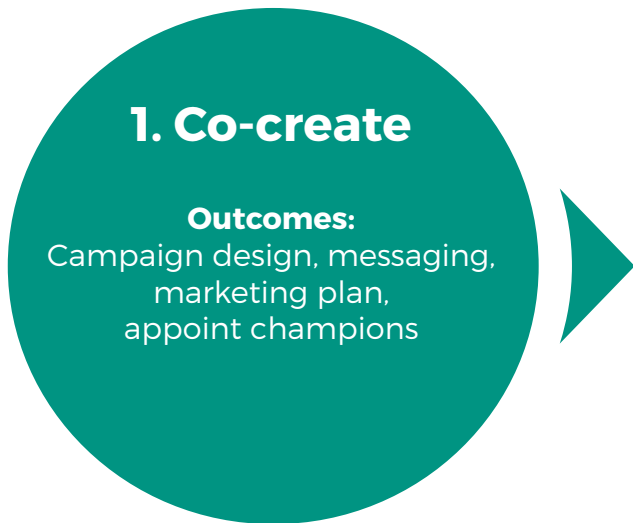 1. Co-create
Outcomes:
Campaign design, messaging,
marketing plan,
appoint champions